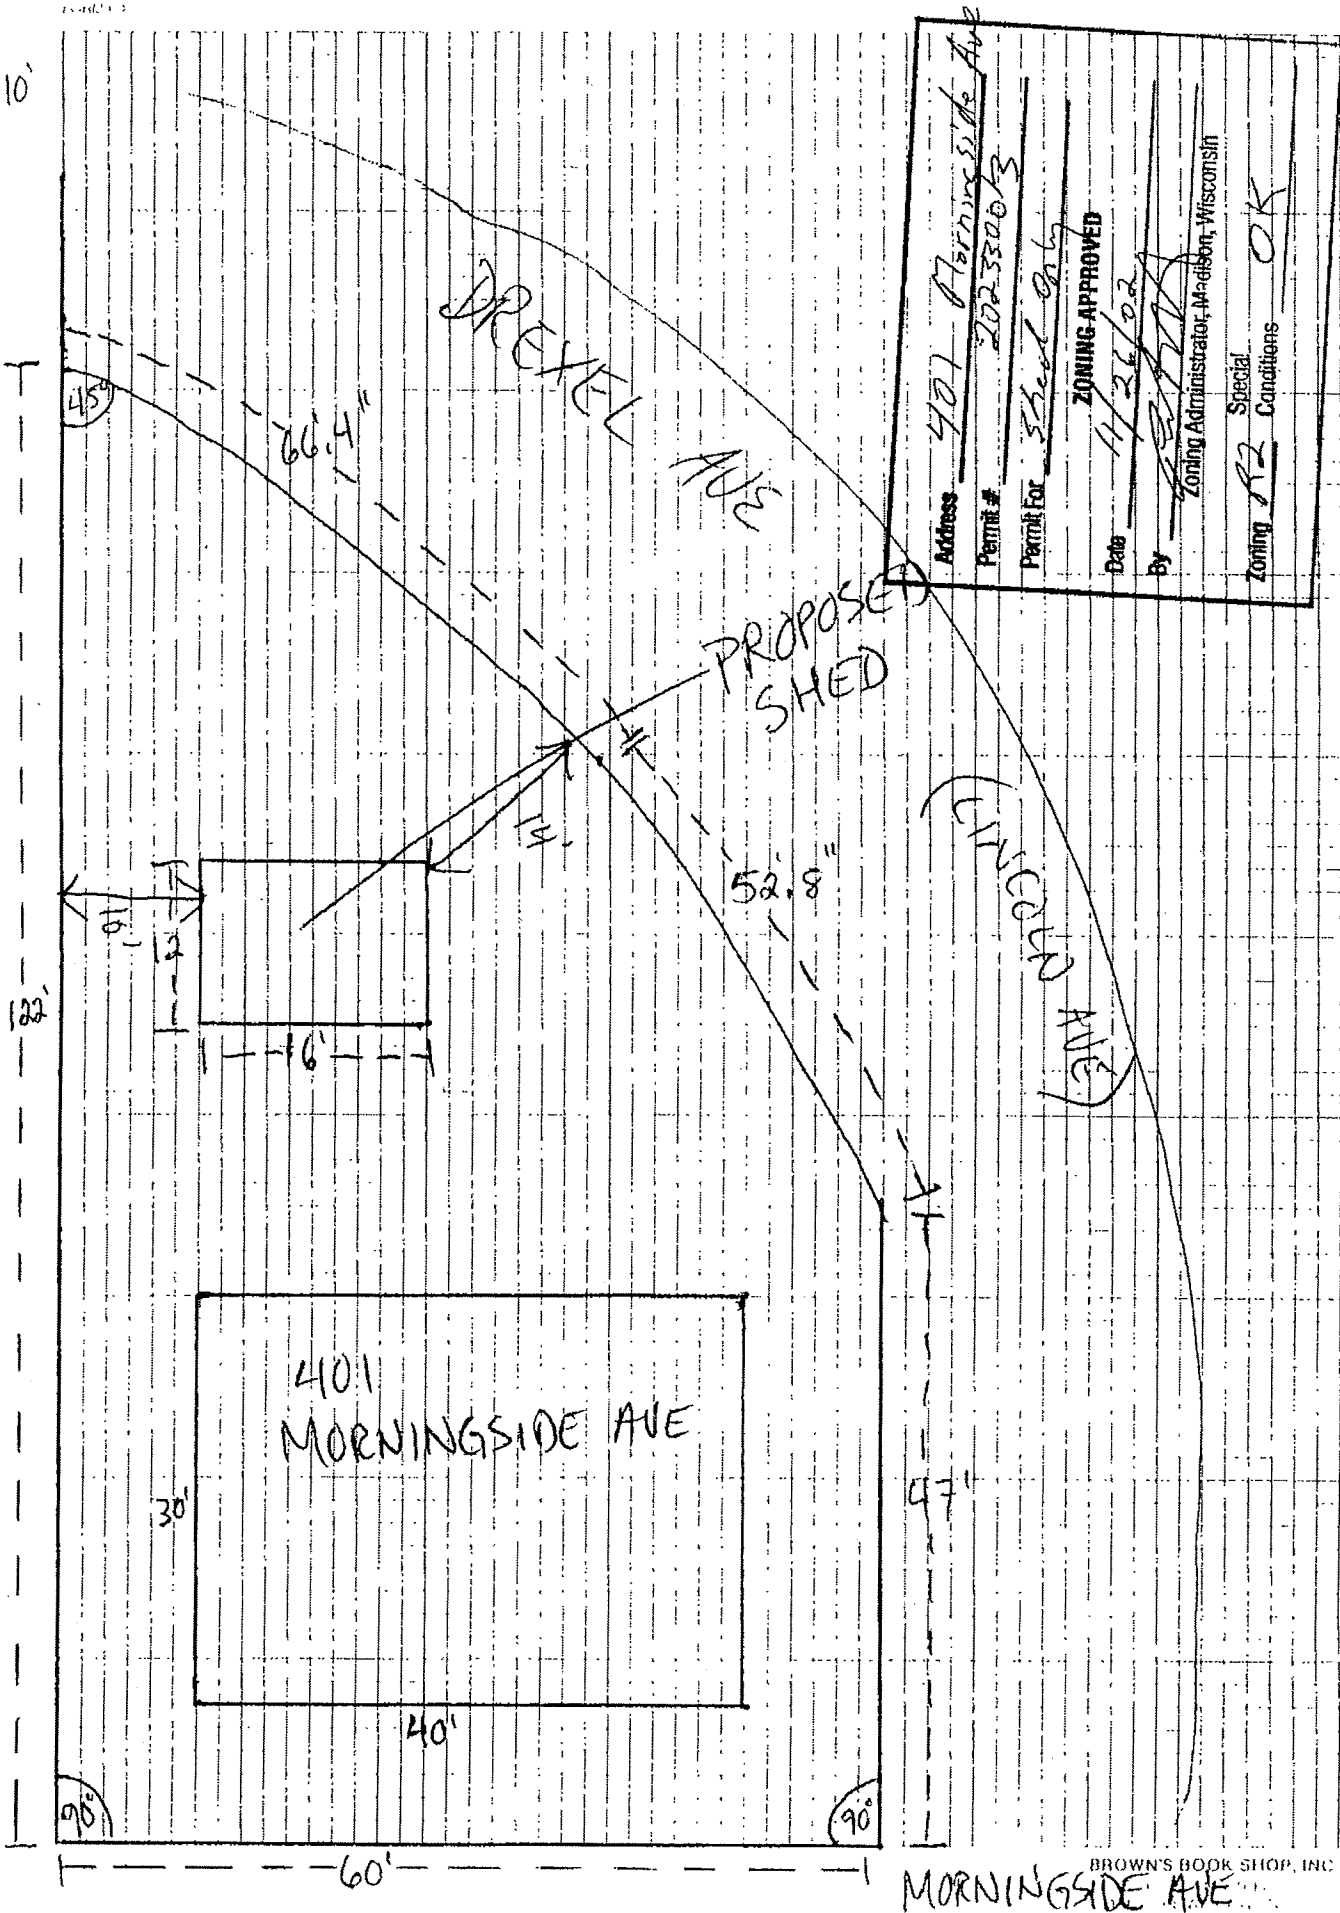 10'
DREXEL AVE
45°
66'.4"
Address 401 Morningside Ave
Permit # 20233003
Permit For Shed Only
ZONING APPROVED
Date 11/26/02
By
Zoning Administrator, Madison, Wisconsin
Zoning R2 Special Conditions OK
PROPOSED
SHED
14'
52'.8"
(LINCOLN AVE)
10'
12
16'
122'
401
MORNINGSIDE AVE
30'
47'
40'
90°
90°
60'
BROWN'S BOOK SHOP, INC
MORNINGSIDE AVE